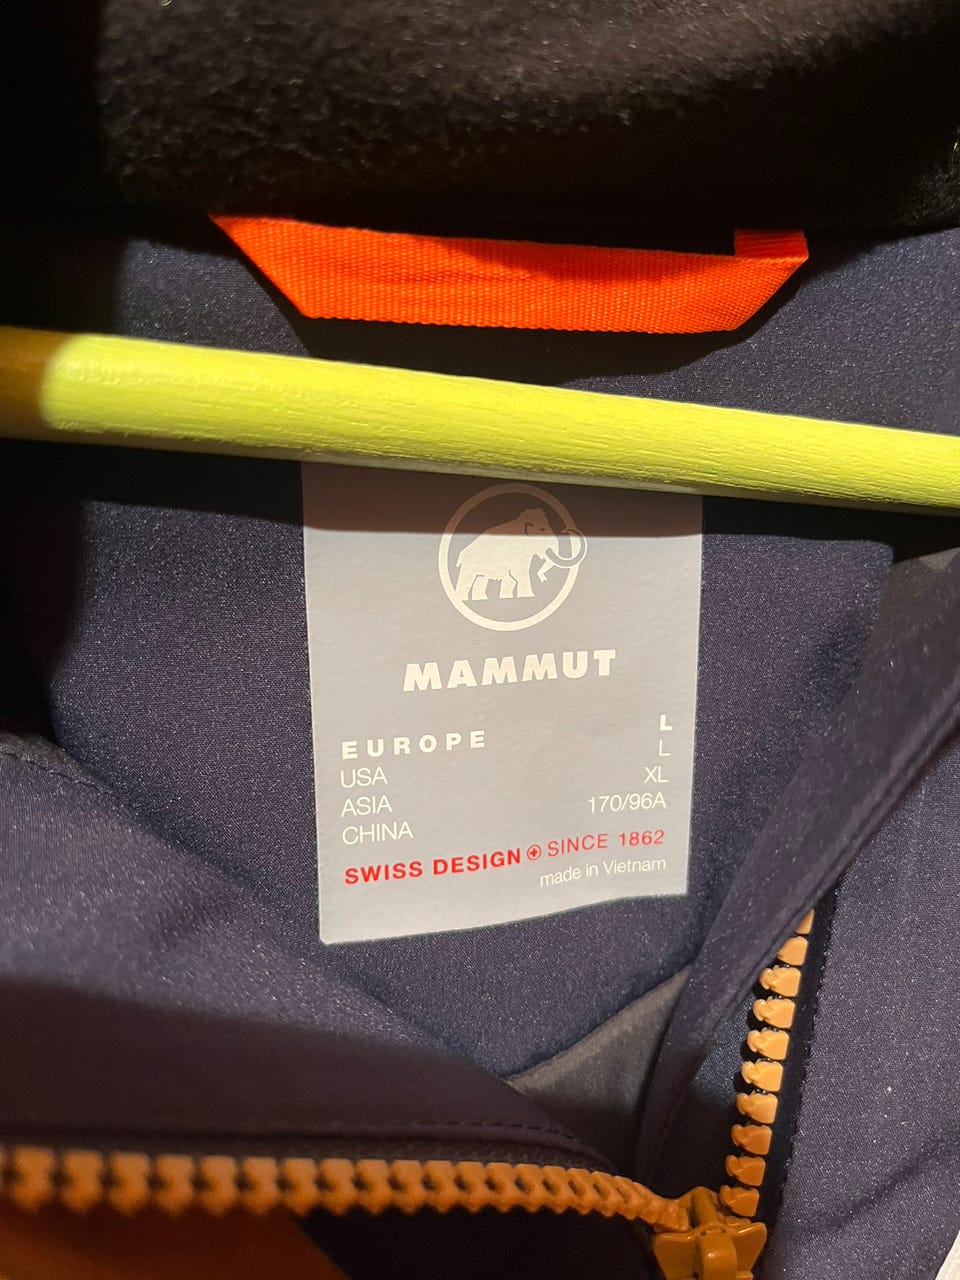 MAMMUT
EUROPE L
USA L
ASIA XL
CHINA 170/96A
SWISS DESIGN SINCE 1862
made in Vietnam